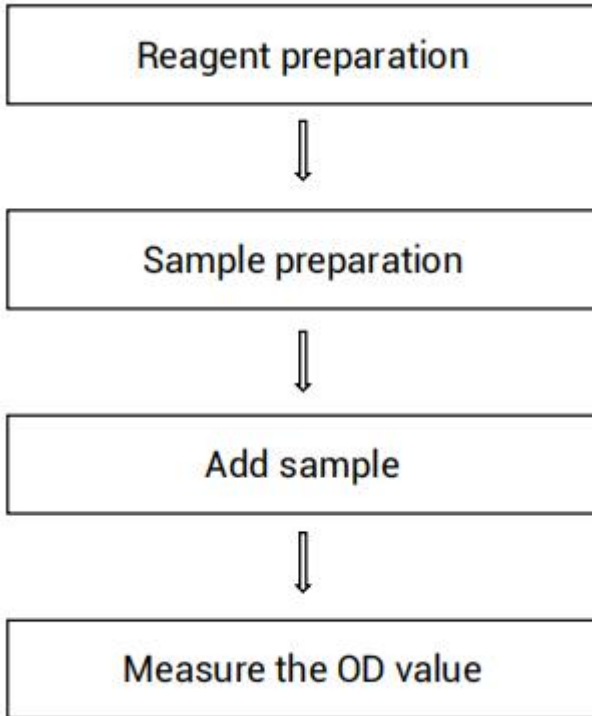 Reagent preparation
Sample preparation
Add sample
Measure the OD value